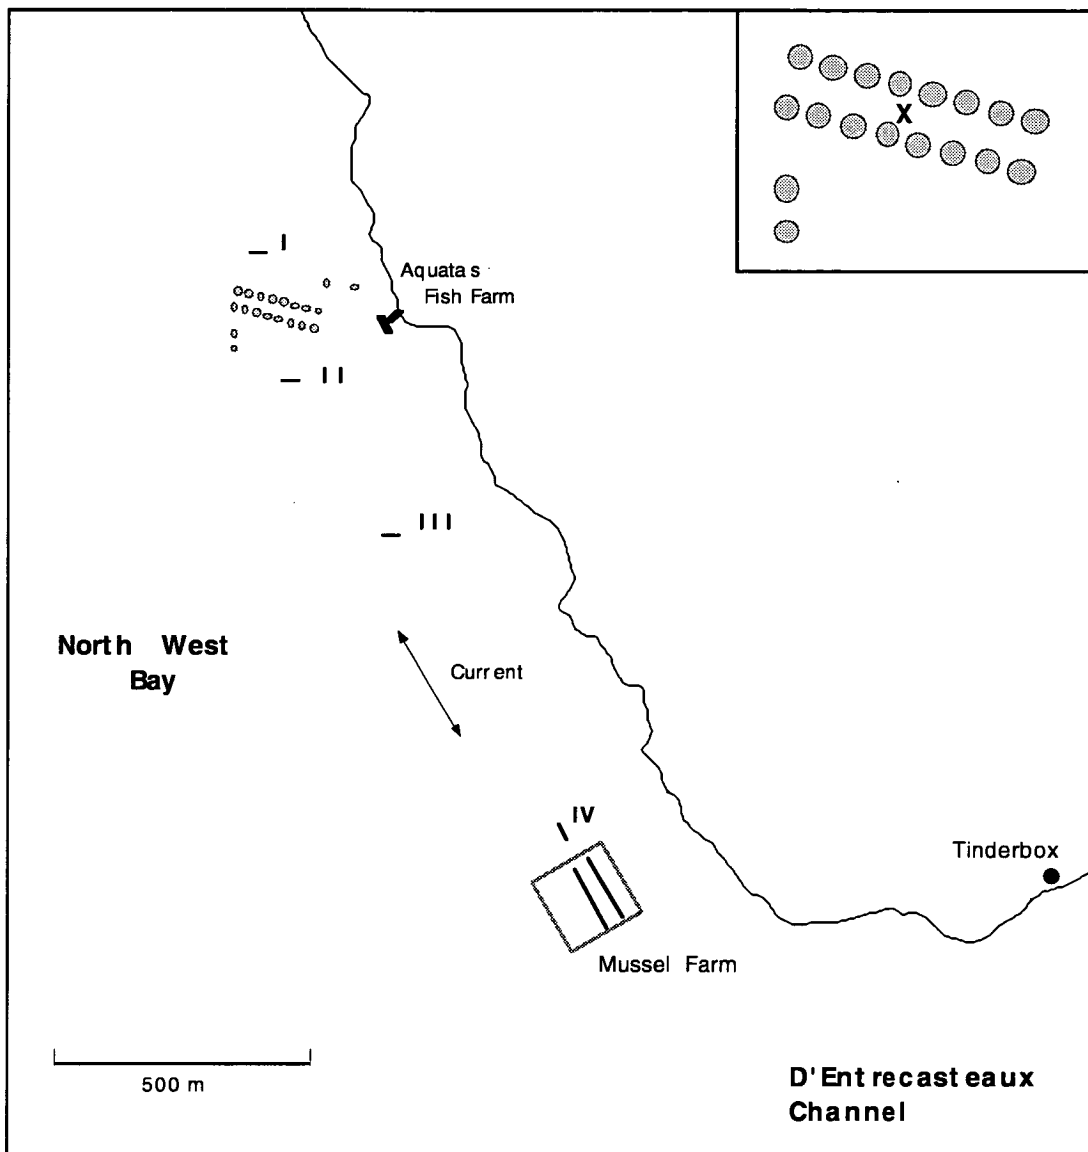 X
I
Aquatas
Fish Farm
II
III
North West
Bay
Current
IV
Tinderbox
Mussel Farm
500 m
D'Entrecasteaux
Channel